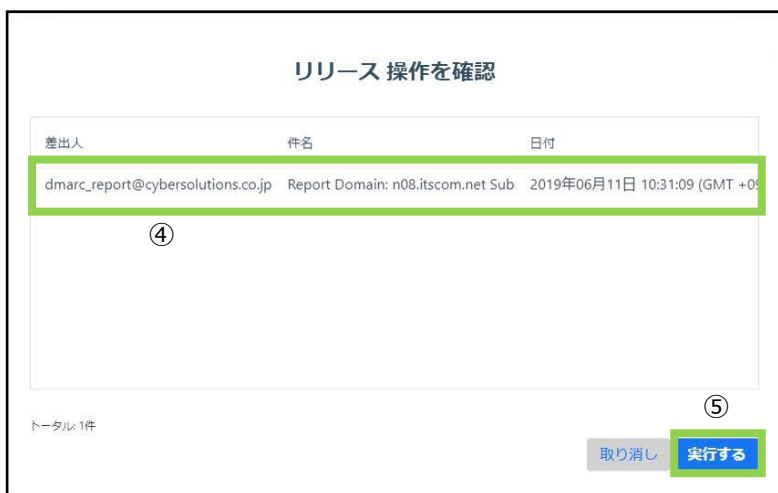 リリース 操作を確認
差出人 件名 日付
dmarc_report@cybersolutions.co.jp Report Domain: n08.itscom.net Sub 2019年06月11日 10:31:09 (GMT +09
④
⑤
トータル: 1件
取り消し 実行する